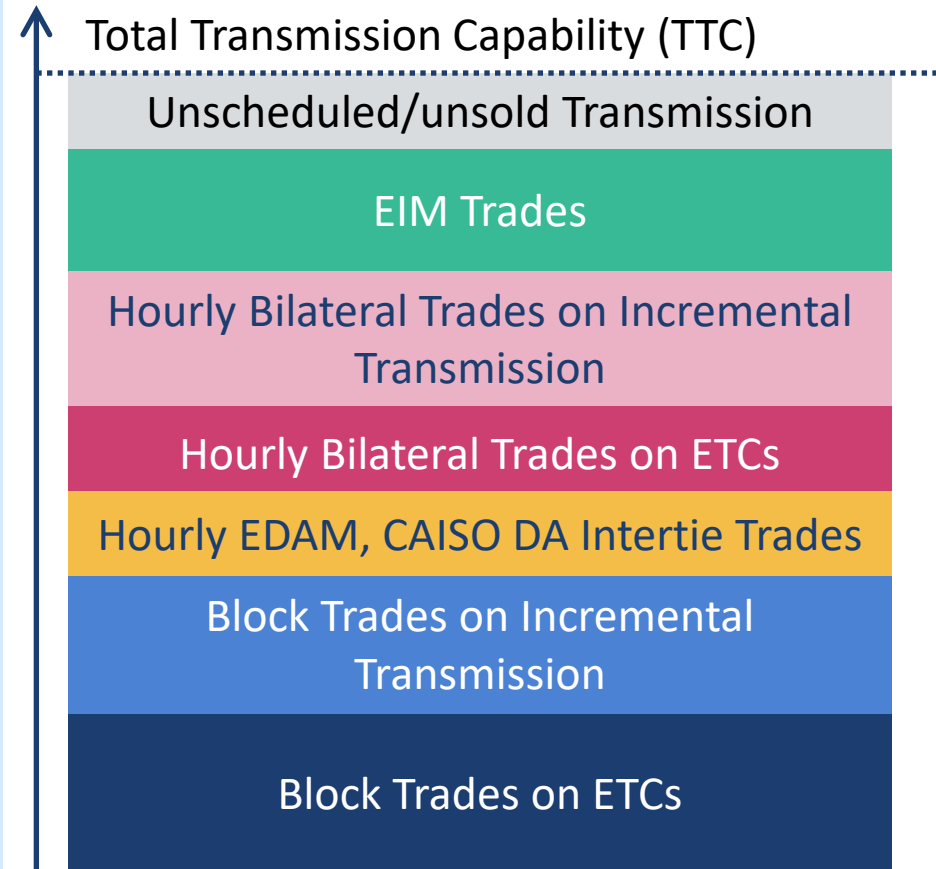 Total Transmission Capability (TTC)
Unscheduled/unsold Transmission
EIM Trades
Hourly Bilateral Trades on Incremental
Transmission
Hourly Bilateral Trades on ETCs
Hourly EDAM, CAISO DA Intertie Trades
Block Trades on Incremental
Transmission
Block Trades on ETCs